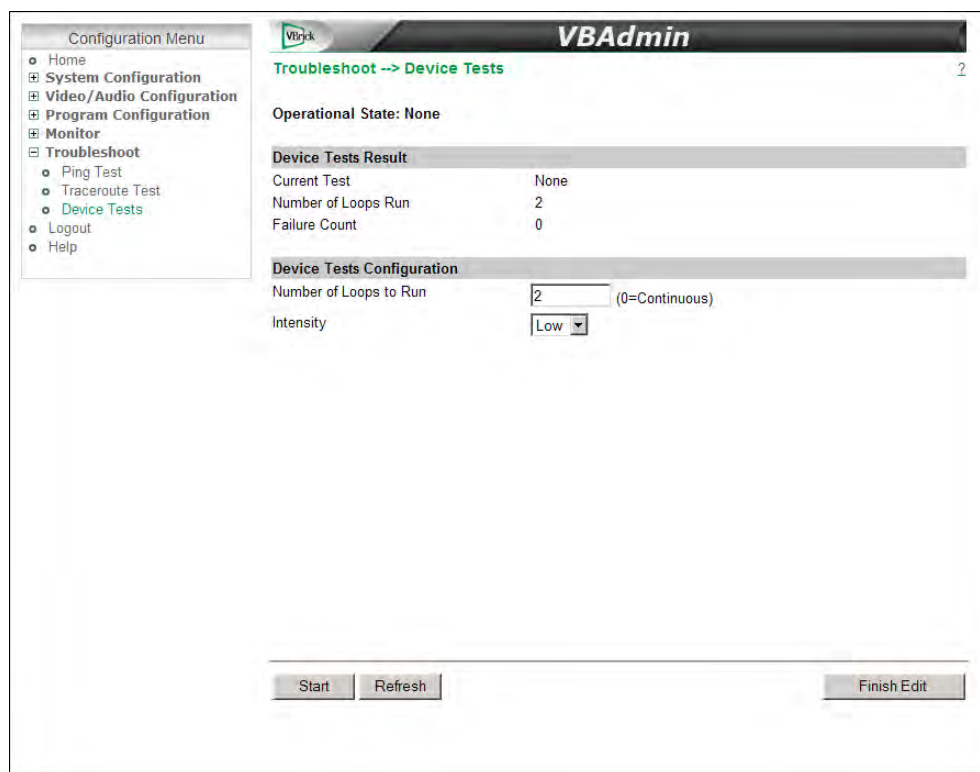 Configuration Menu
Home
System Configuration
Video/Audio Configuration
Program Configuration
Monitor
Troubleshoot
Ping Test
Traceroute Test
Device Tests
Logout
Help
VBrick
VBAdmin
Troubleshoot --> Device Tests
?
Operational State: None
Device Tests Result
Current Test None
Number of Loops Run 2
Failure Count 0
Device Tests Configuration
Number of Loops to Run 2 (0=Continuous)
Intensity Low
Start Refresh Finish Edit